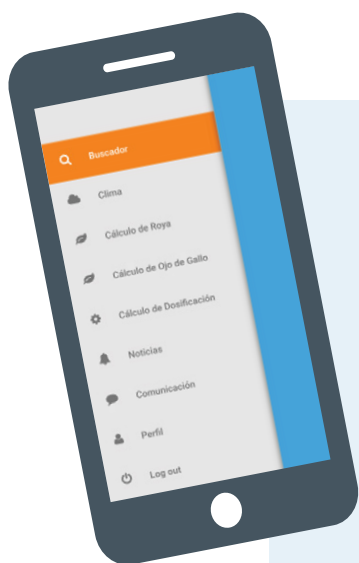 Buscador
Clima
Cálculo de Roya
Cálculo de Ojo de Gallo
Cálculo de Dosificación
Noticias
Comunicación
Perfil
Log out